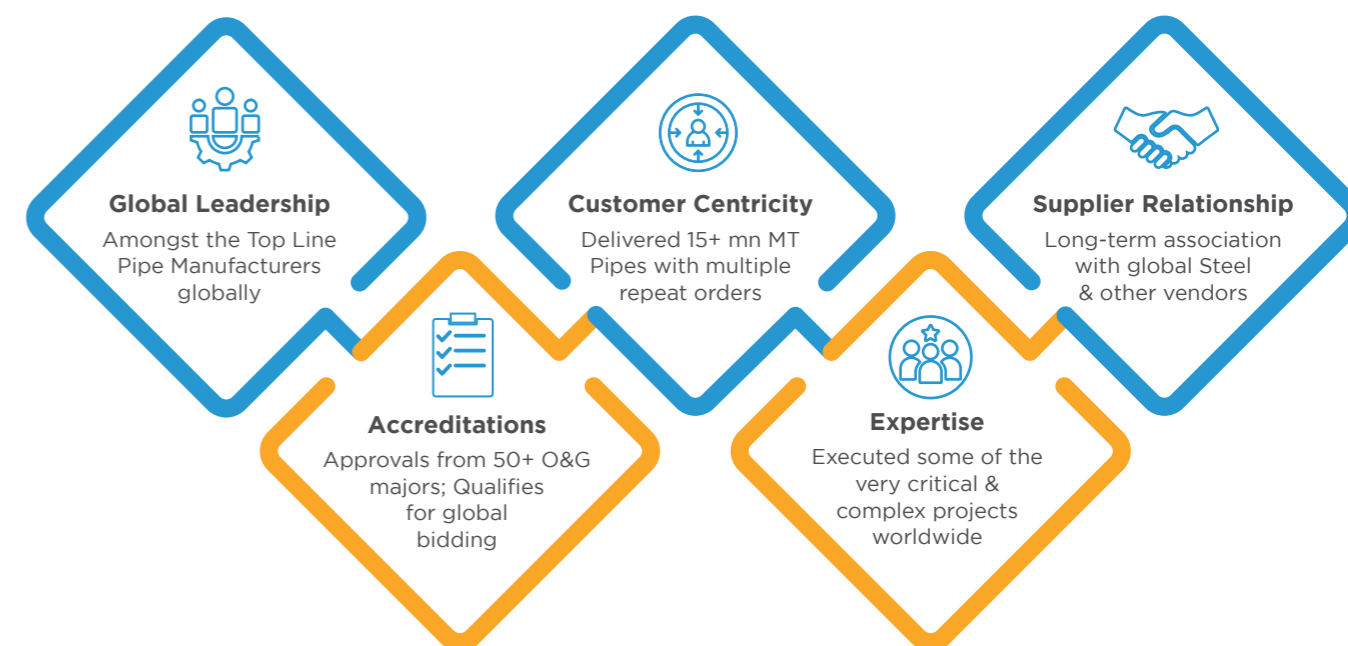 Global Leadership
Amongst the Top Line
Pipe Manufacturers
globally
Accreditations
Approvals from 50+ O&G
majors; Qualifies
for global
bidding
Customer Centricity
Delivered 15+ mn MT
Pipes with multiple
repeat orders
Expertise
Executed some of the
very critical &
complex projects
worldwide
Supplier Relationship
Long-term association
with global Steel
& other vendors